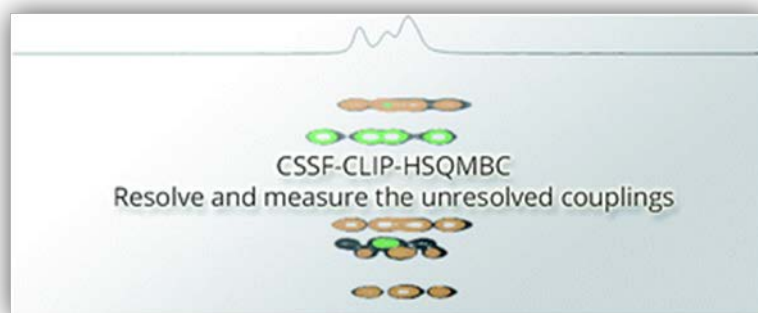 CSSF-CLIP-HSQMBC
Resolve and measure the unresolved couplings